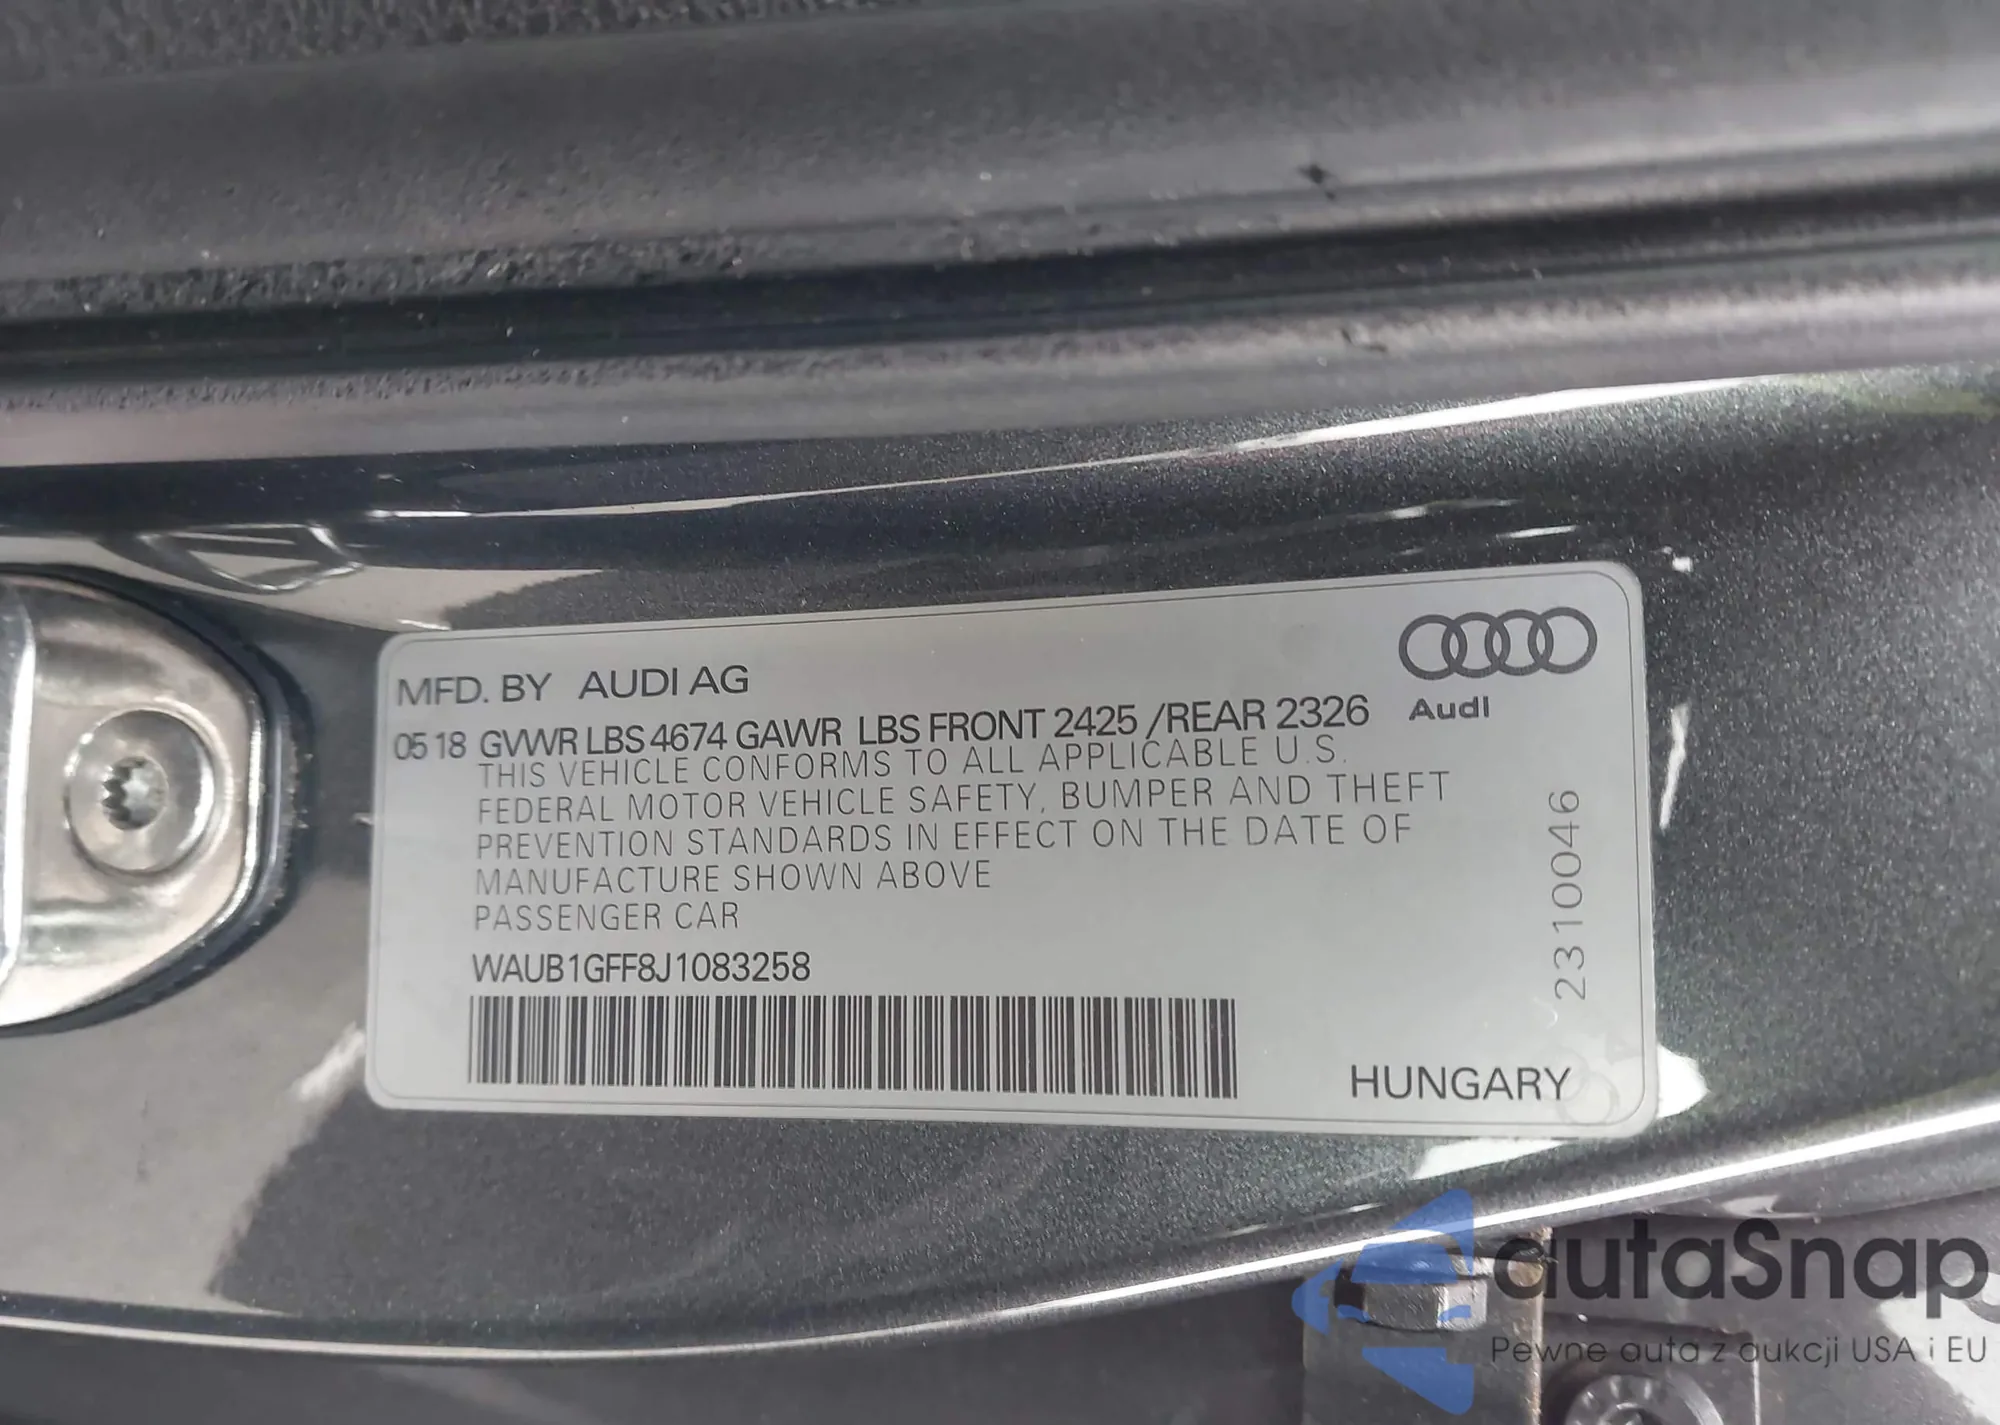 MFD. BY AUDI AG
Audi
05 18 GVWR LBS 4674 GAWR LBS FRONT 2425 /REAR 2326
THIS VEHICLE CONFORMS TO ALL APPLICABLE U.S.
FEDERAL MOTOR VEHICLE SAFETY, BUMPER AND THEFT
PREVENTION STANDARDS IN EFFECT ON THE DATE OF
MANUFACTURE SHOWN ABOVE
PASSENGER CAR
WAUB1GFF8J1083258
2310046
HUNGARY
autaSnap
Pewne auta z aukcji USA i EU